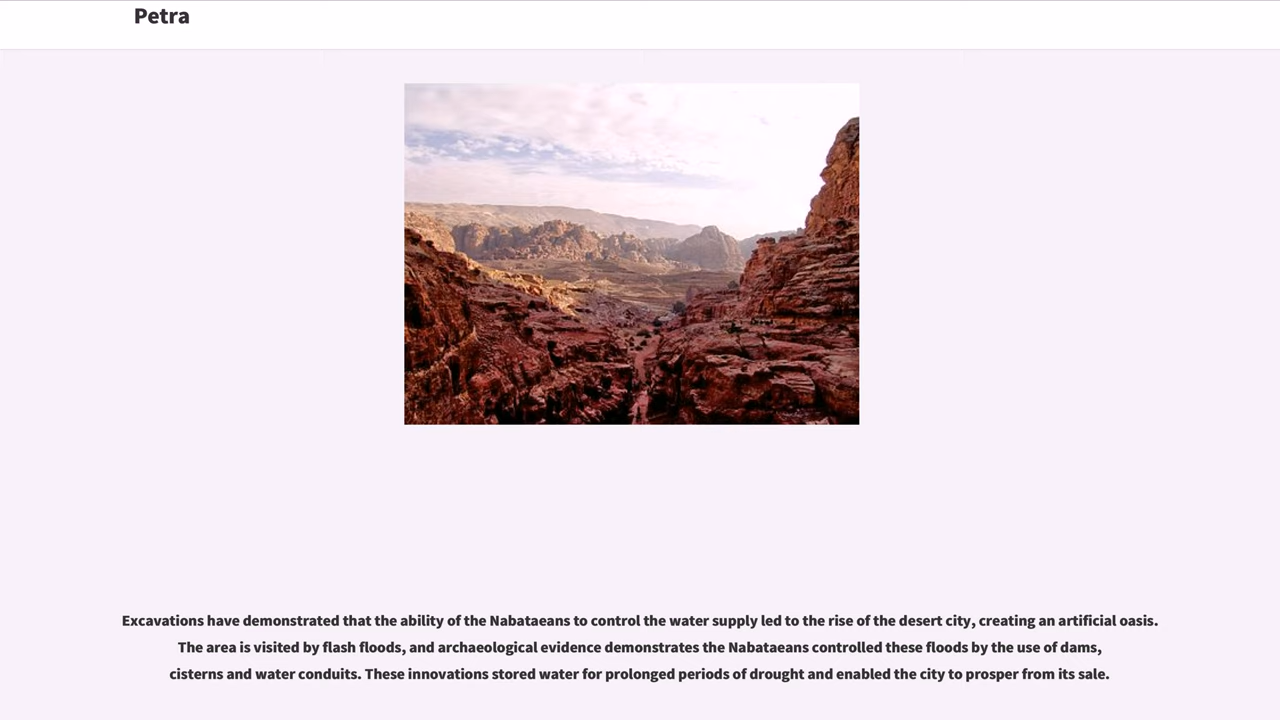 Petra
Excavations have demonstrated that the ability of the Nabataeans to control the water supply led to the rise of the desert city, creating an artificial oasis.
The area is visited by flash floods, and archaeological evidence demonstrates the Nabataeans controlled these floods by the use of dams,
cisterns and water conduits. These innovations stored water for prolonged periods of drought and enabled the city to prosper from its sale.